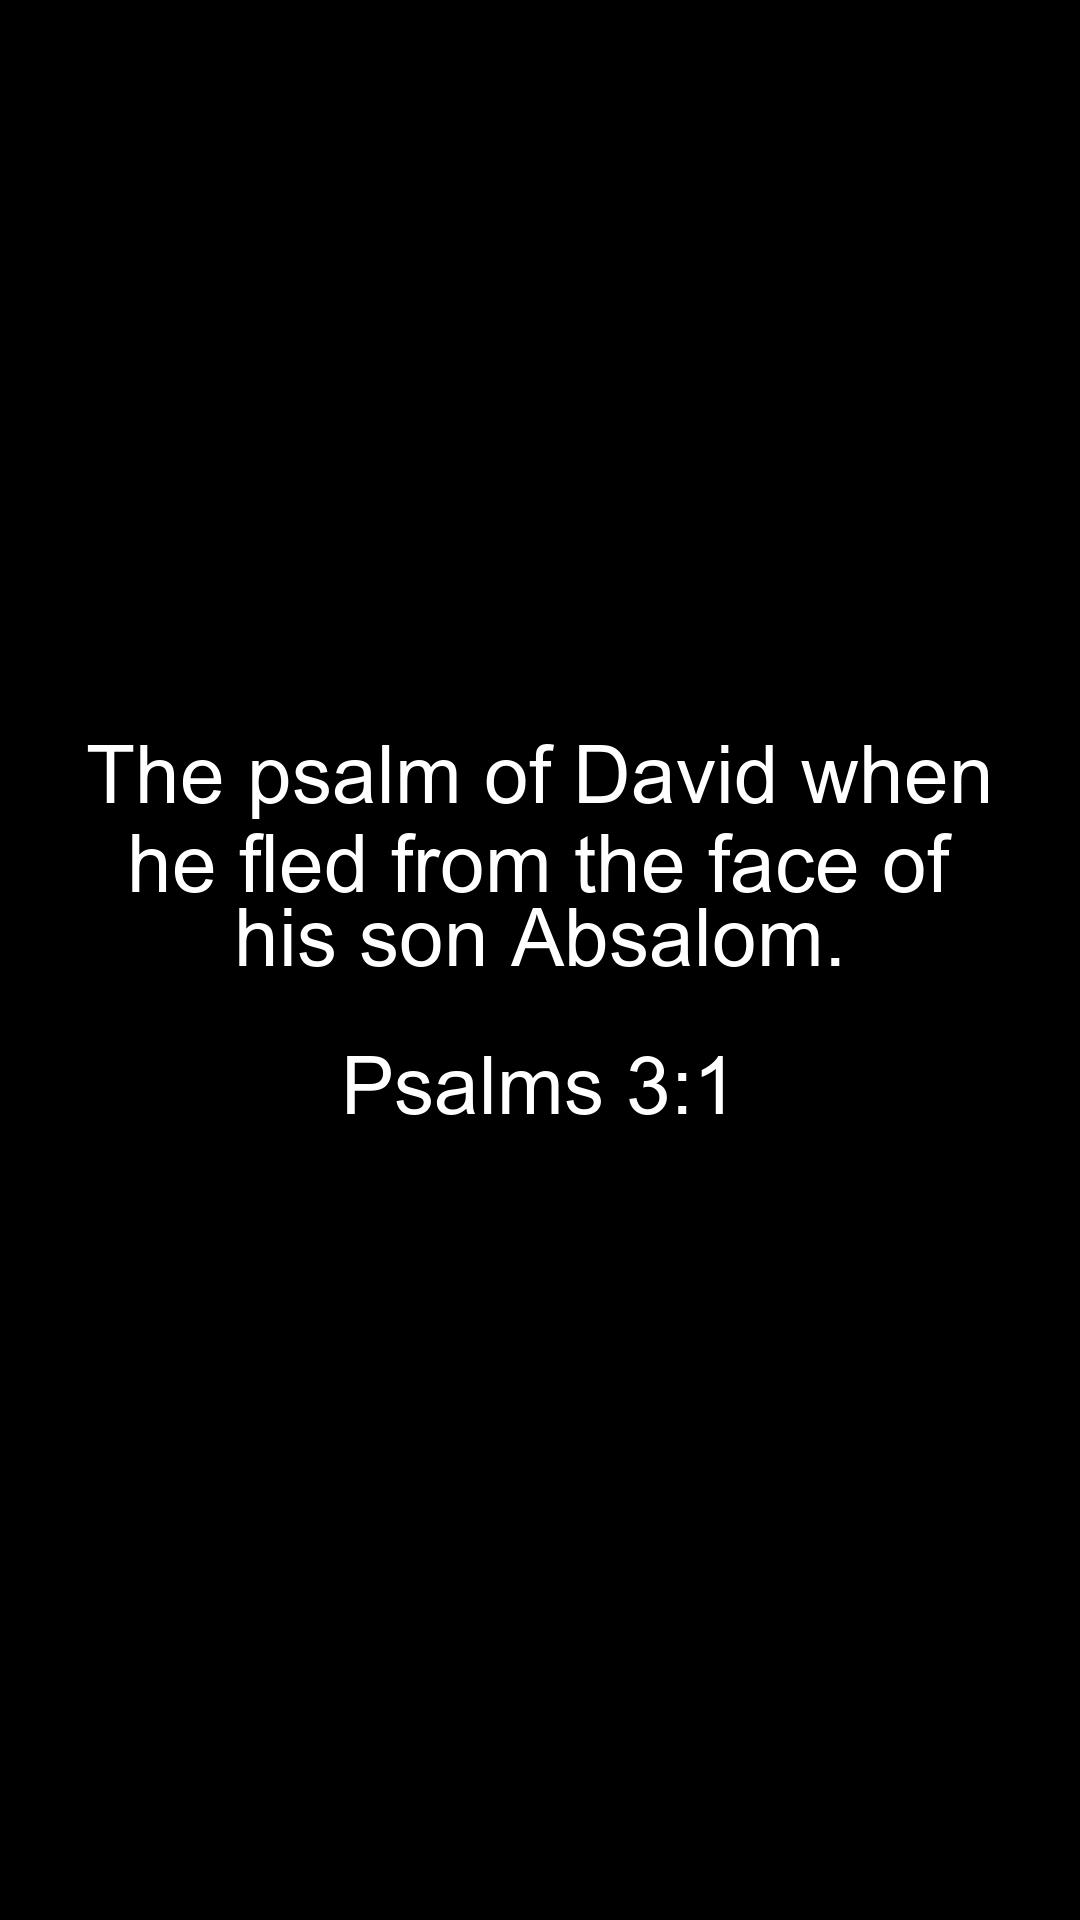 The psalm of David when
he fled from the face of
his son Absalom.
Psalms 3:1